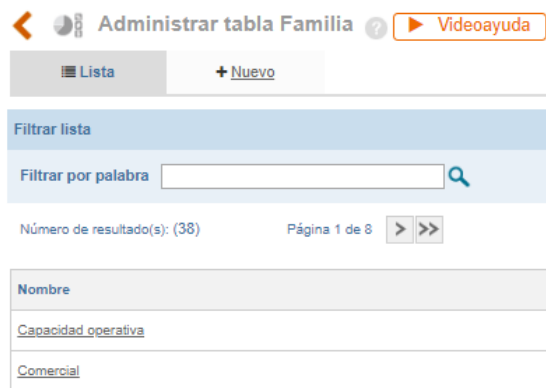 Administrar tabla Familia ? Videoayuda
Lista + Nuevo
Filtrar lista
Filtrar por palabra
Número de resultado(s): (38) Página 1 de 8 > >>
Nombre
Capacidad operativa
Comercial